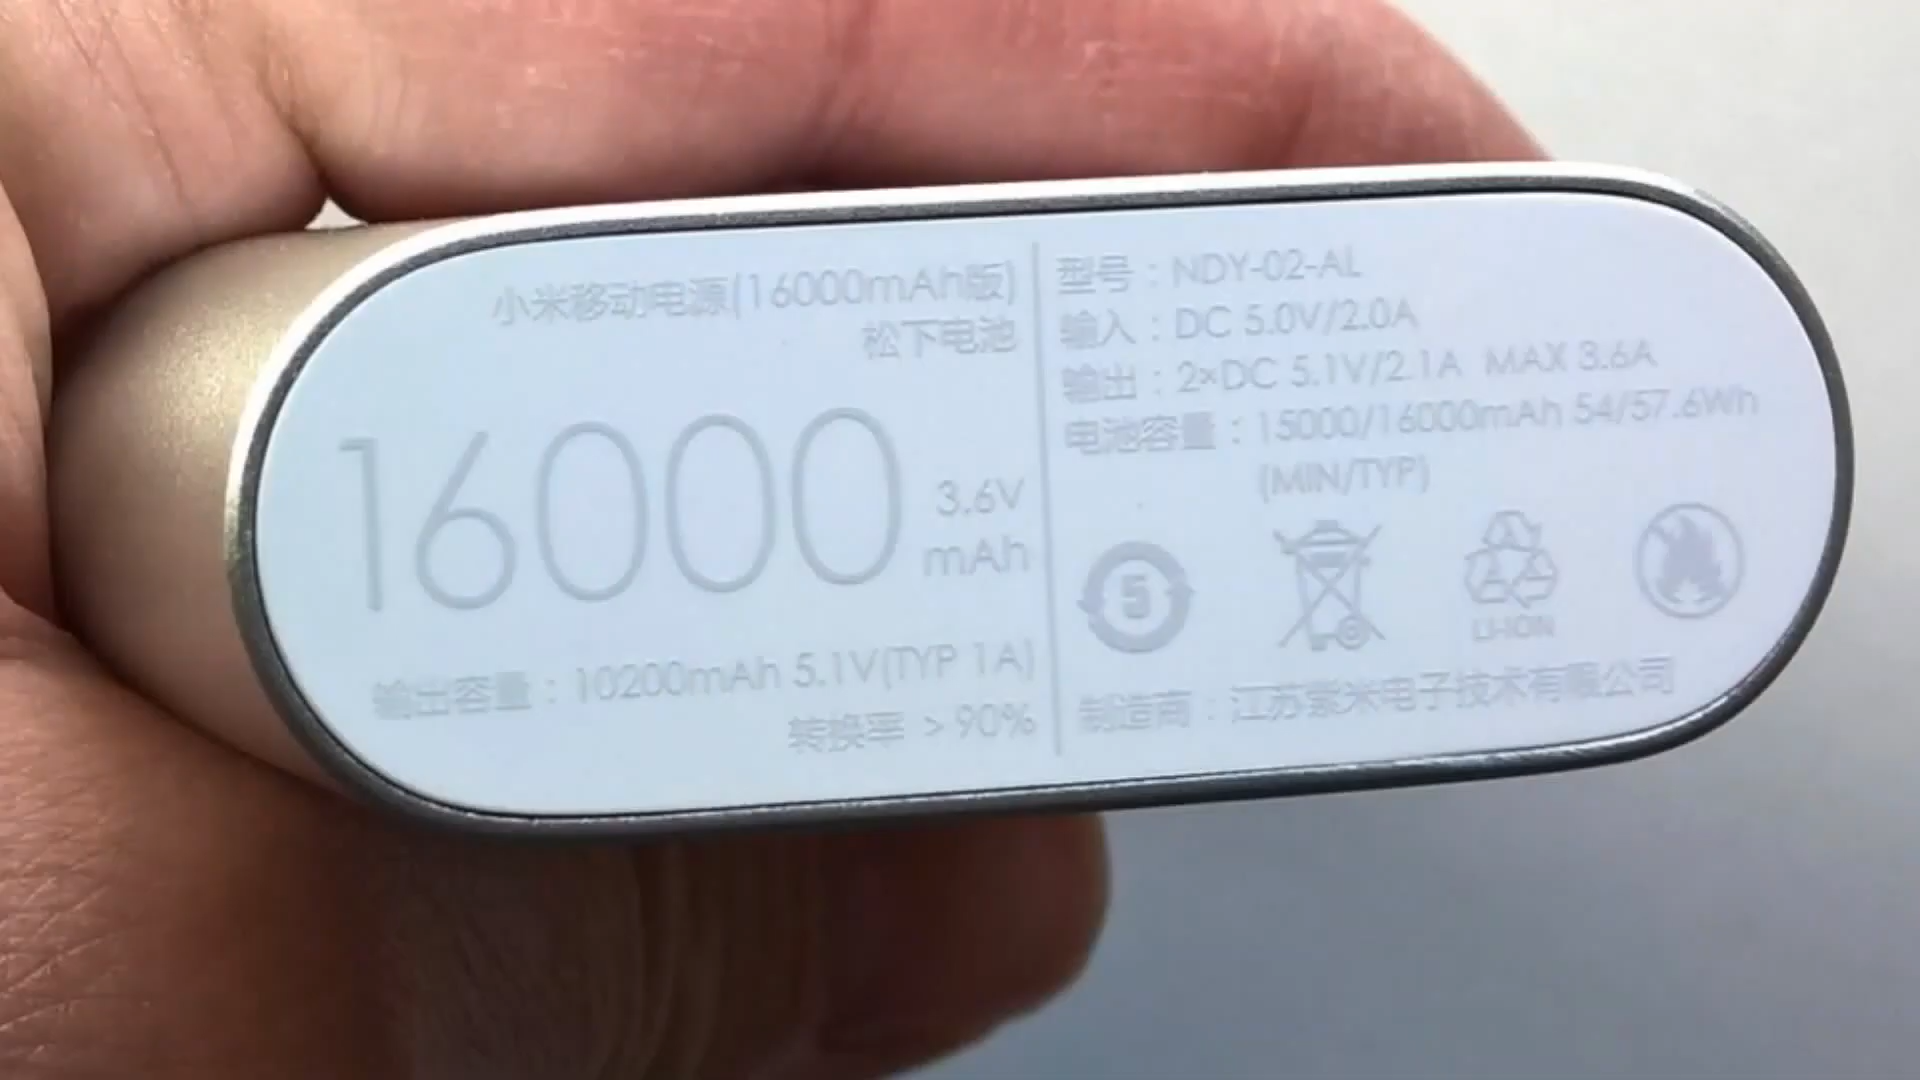 小米移动电源(16000mAh版)
松下电池
16000
3.6V
mAh
输出容量：10200mAh 5.1V(TYP 1A)
转换率 >90%
型号：NDY-02-AL
输入：DC 5.0V/2.0A
输出：2×DC 5.1V/2.1A MAX 3.6A
电池容量：15000/16000mAh 54/57.6Wh
(MIN/TYP)
5
LI-ION
制造商：江苏紫米电子技术有限公司